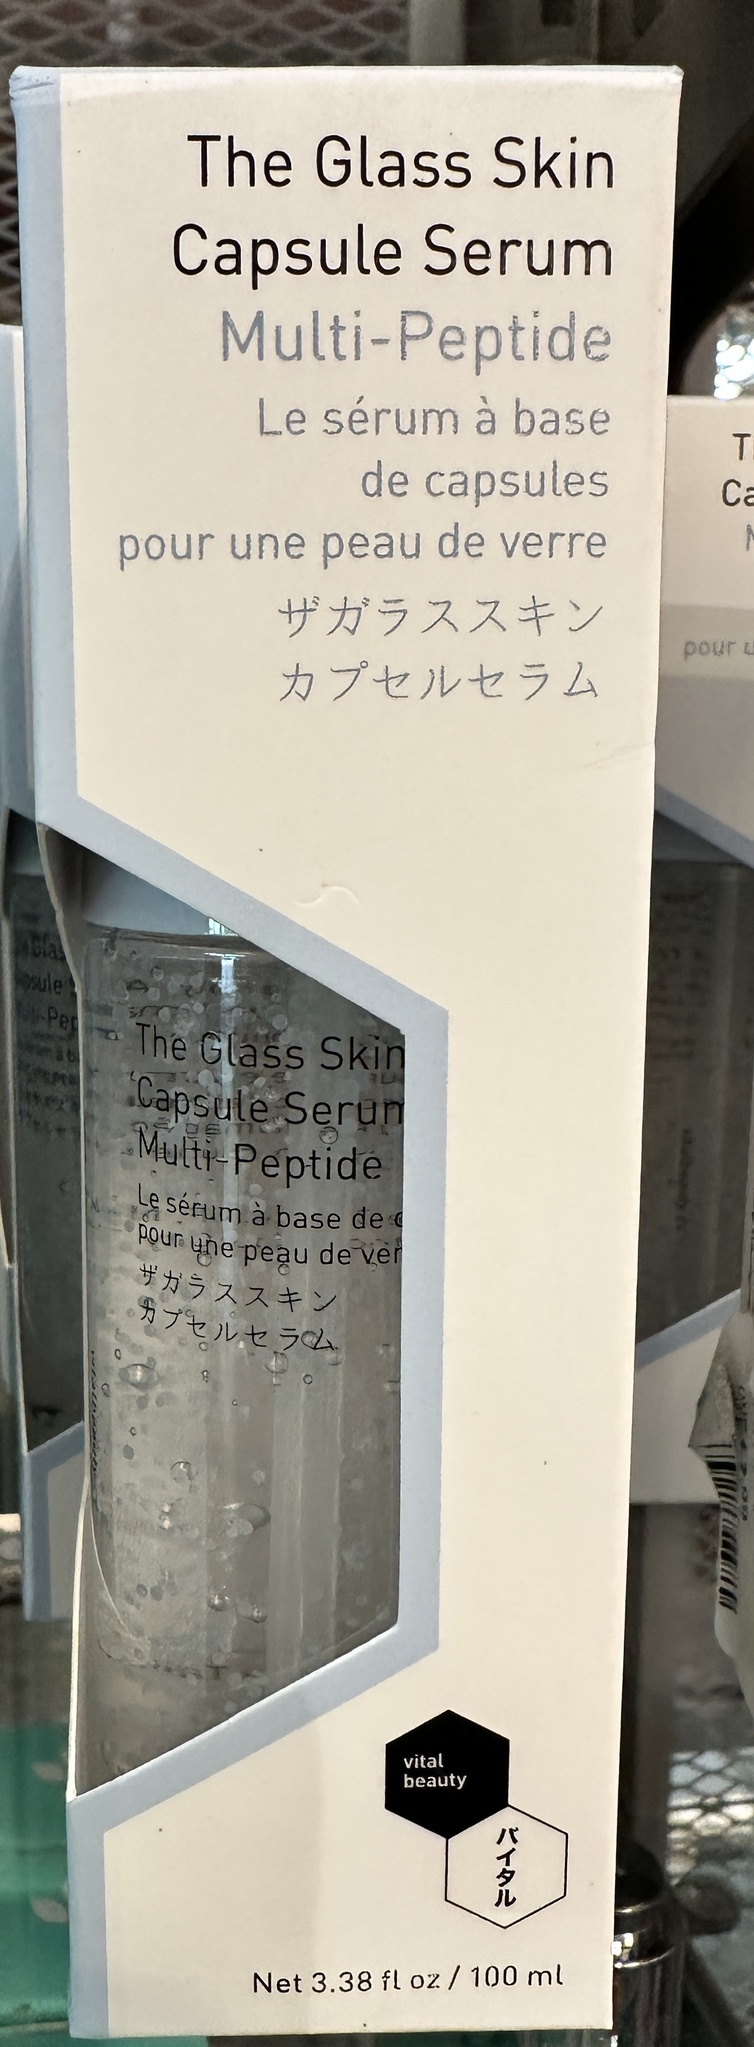 The Glass Skin
Capsule Serum
Multi-Peptide
Le sérum à base
de capsules
pour une peau de verre
ザガラススキン
カプセルセラム
The Glass Skin
Capsule Serum
Multi-Peptide
Le sérum à base de
pour une peau de ver
ザガラススキン
カプセルセラム
vital
beauty
バイタル
Net 3.38 fl oz / 100 ml
pour u